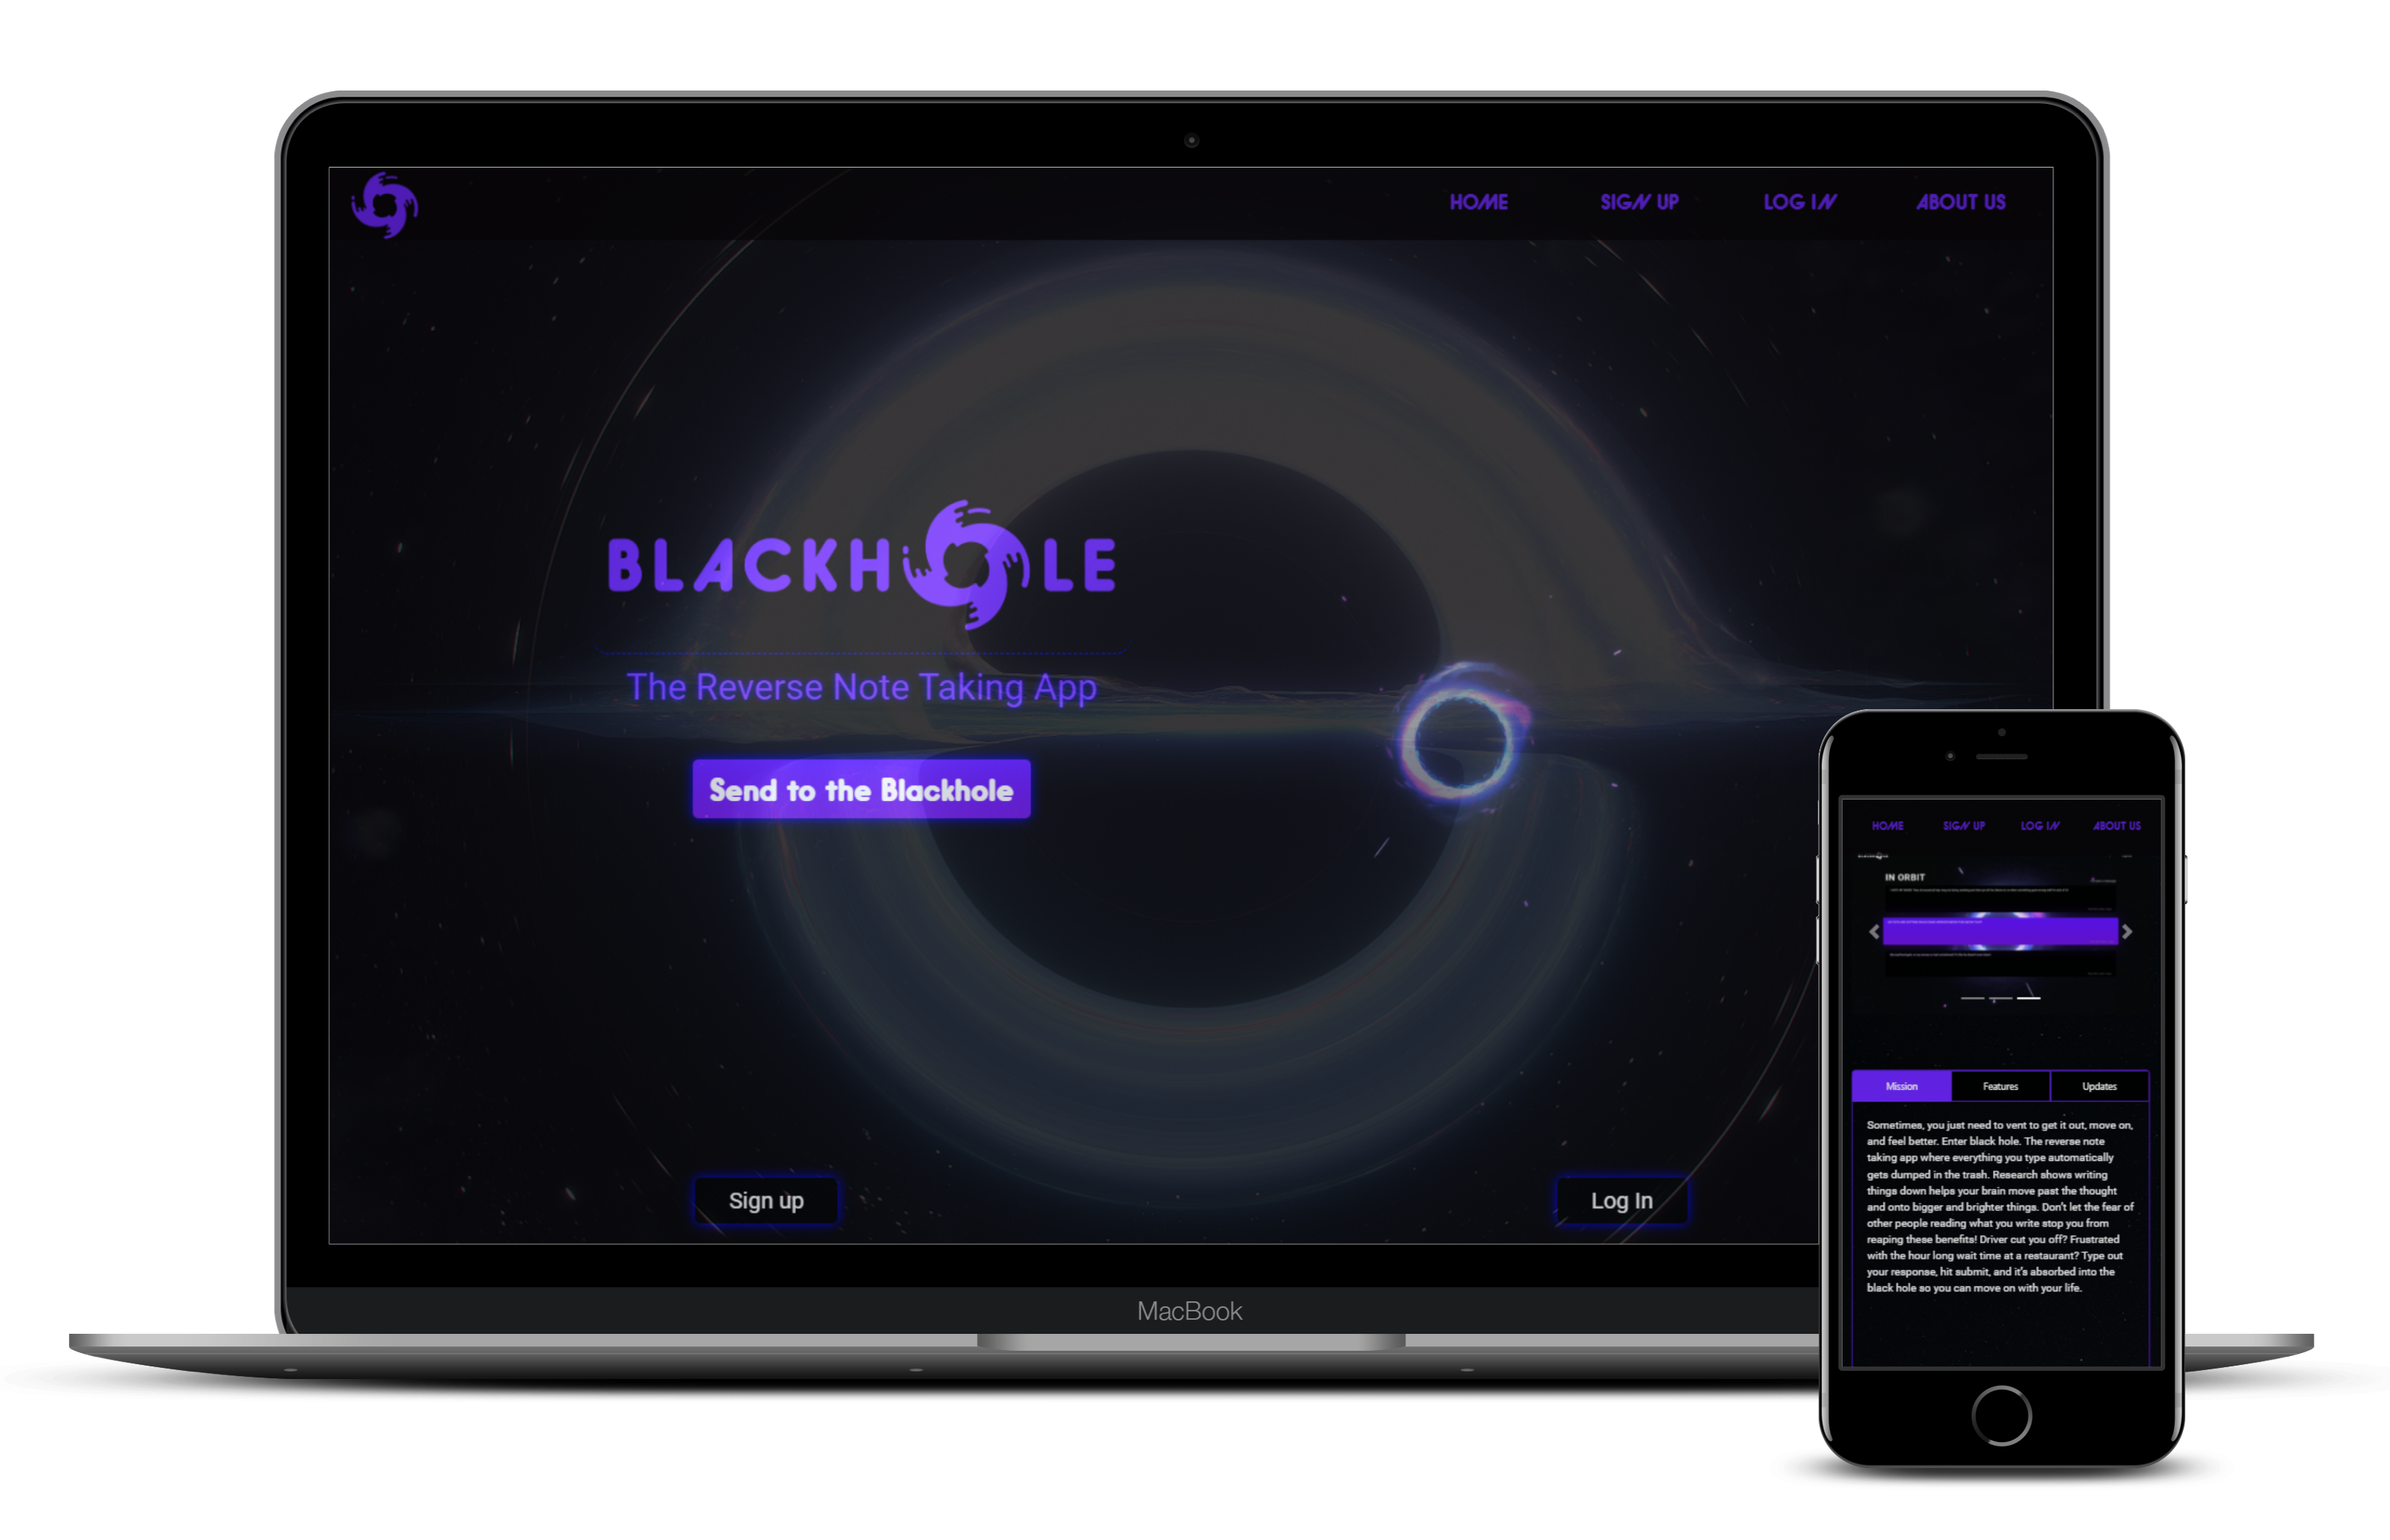 HOME SIGN UP LOG IN ABOUT US
BLACKHOLE
The Reverse Note Taking App
Send to the Blackhole
Sign up Log In
MacBook
HOME SIGN UP LOG IN ABOUT US
IN ORBIT
Mission Features Updates
Sometimes, you just need to vent to get it out, move on,
and feel better. Enter black hole. The reverse note
taking app where everything you type automatically
gets dumped in the trash. Research shows writing
things down helps your brain move past the thought
and onto bigger and brighter things. Don't let the fear of
other people reading what you write stop you from
reaping these benefits! Driver cut you off? Frustrated
with the hour long wait time at a restaurant? Type out
your response, hit submit, and it's absorbed into the
black hole so you can move on with your life.